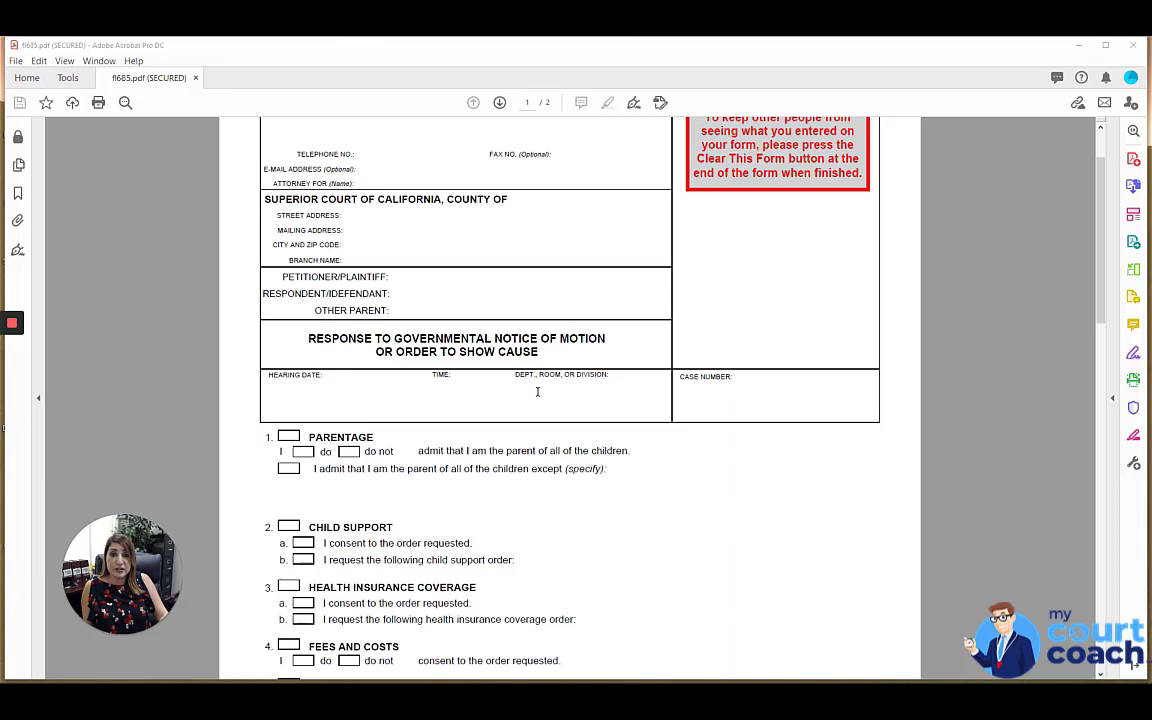 fl685.pdf (SECURED) - Adobe Acrobat Pro DC
File Edit View Window Help
Home Tools fl685.pdf (SECURED) ×
1 / 2
To keep other people from
seeing what you entered on
your form, please press the
Clear This Form button at the
end of the form when finished.
TELEPHONE NO.: FAX NO. (Optional):
E-MAIL ADDRESS (Optional):
ATTORNEY FOR (Name):
SUPERIOR COURT OF CALIFORNIA, COUNTY OF
STREET ADDRESS:
MAILING ADDRESS:
CITY AND ZIP CODE:
BRANCH NAME:
PETITIONER/PLAINTIFF:
RESPONDENT/IDEFENDANT:
OTHER PARENT:
RESPONSE TO GOVERNMENTAL NOTICE OF MOTION
OR ORDER TO SHOW CAUSE
HEARING DATE: TIME: DEPT., ROOM, OR DIVISION: CASE NUMBER:
1. PARENTAGE
I do do not admit that I am the parent of all of the children.
I admit that I am the parent of all of the children except (specify):
2. CHILD SUPPORT
a. I consent to the order requested.
b. I request the following child support order:
3. HEALTH INSURANCE COVERAGE
a. I consent to the order requested.
b. I request the following health insurance coverage order:
4. FEES AND COSTS
I do do not consent to the order requested.
my
court
coach